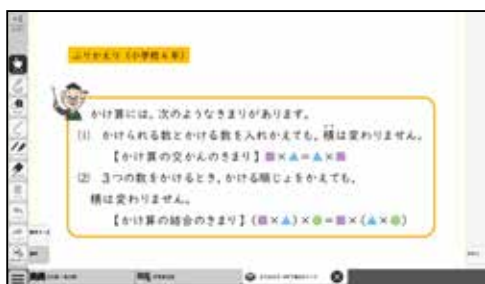 ふりかえり（小学校4年）
かけ算には、次のようなきまりがあります。
(1) かけられる数とかける数を入れかえても、積は変わりません。
【かけ算の交かんのきまり】■×▲=▲×■
(2) 3つの数をかけるとき、かける順じょをかえても、
積は変わりません。
【かけ算の結合のきまり】(■×▲)×●=■×(▲×●)